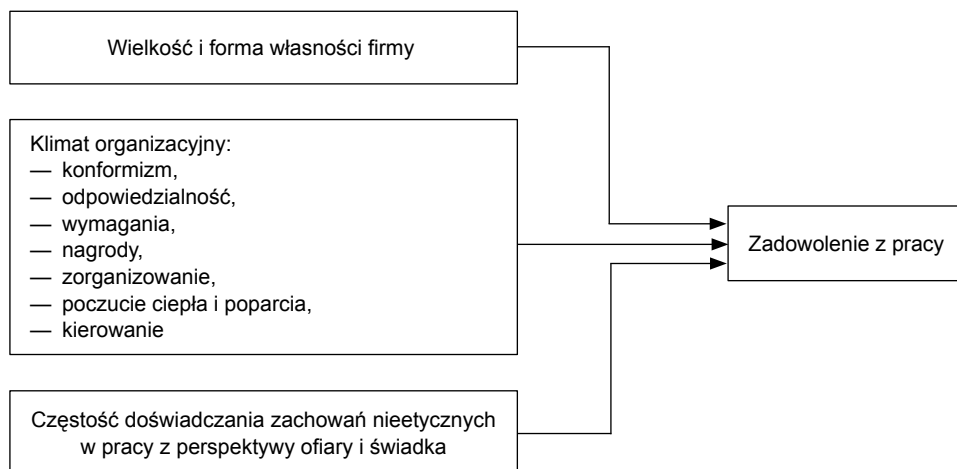 Wielkość i forma własności firmy
Klimat organizacyjny:
— konformizm,
— odpowiedzialność,
— wymagania,
— nagrody,
— zorganizowanie,
— poczucie ciepła i poparcia,
— kierowanie
Zadowolenie z pracy
Częstość doświadczania zachowań nieetycznych
w pracy z perspektywy ofiary i świadka